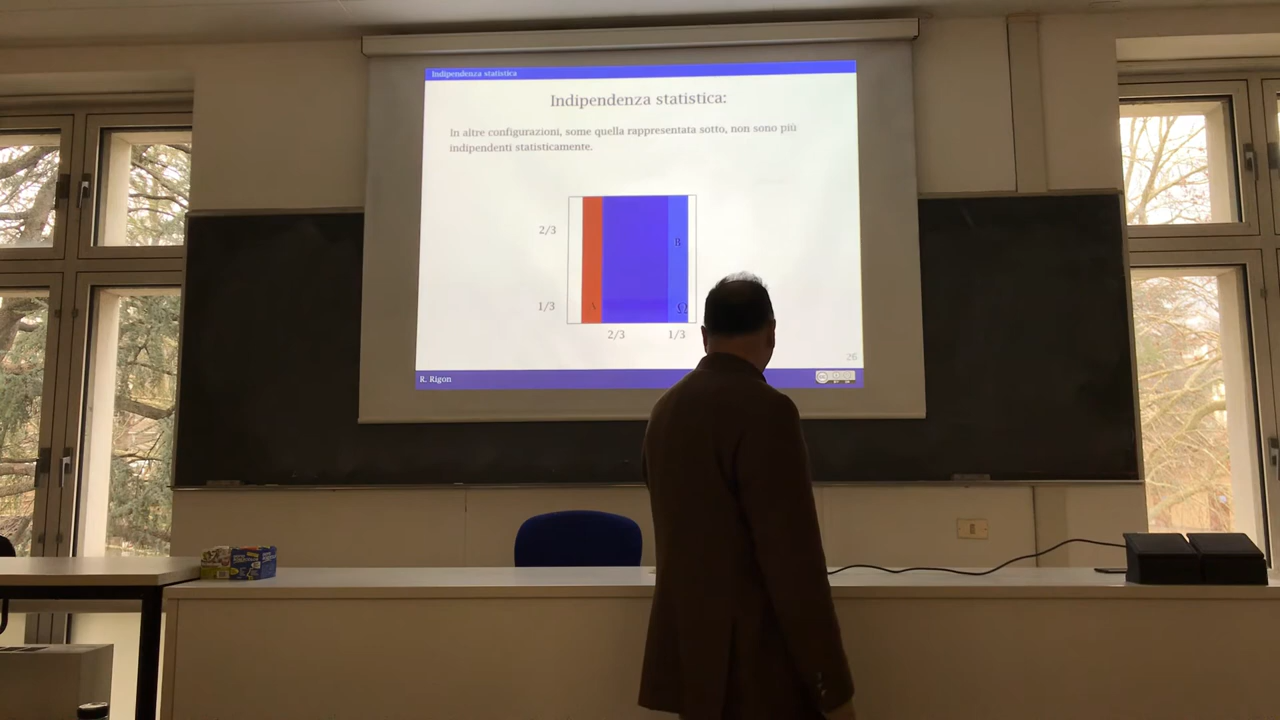 Indipendenza statistica
Indipendenza statistica:
In altre configurazioni, some quella rappresentata sotto, non sono più
indipendenti statisticamente.
2/3
B
1/3
A
Ω
2/3
1/3
26
R. Rigon